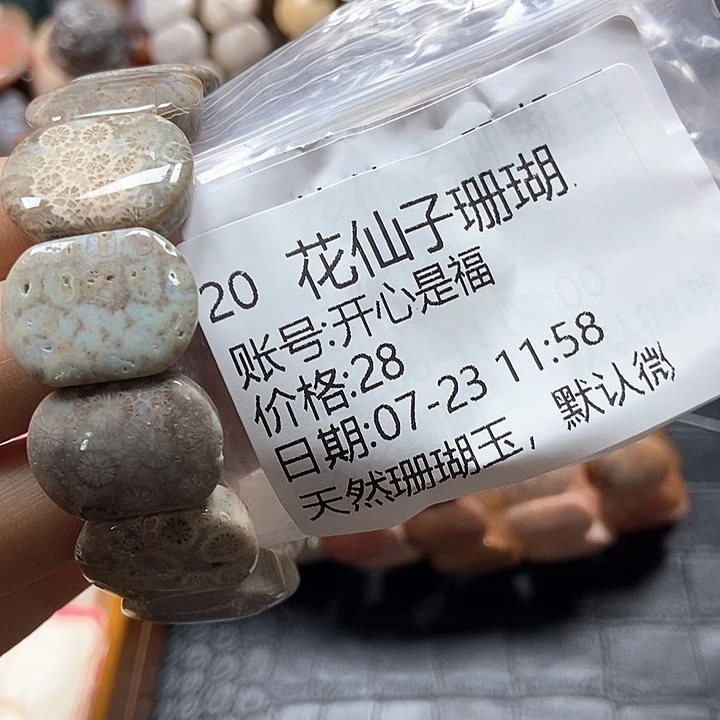 20 花仙子珊瑚
账号:开心是福
价格:28
日期:07-23 11:58
天然珊瑚玉，默认微